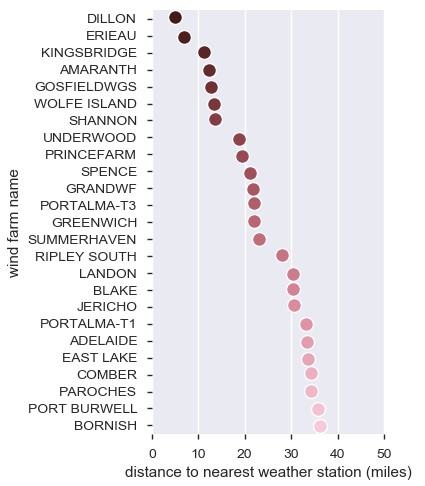 DILLON
ERIEAU
KINGSBRIDGE
AMARANTH
GOSFIELDWGS
WOLFE ISLAND
SHANNON
UNDERWOOD
PRINCEFARM
SPENCE
GRANDWF
PORTALMA-T3
GREENWICH
SUMMERHAVEN
RIPLEY SOUTH
LANDON
BLAKE
JERICHO
PORTALMA-T1
ADELAIDE
EAST LAKE
COMBER
PAROCHES
PORT BURWELL
BORNISH
wind farm name
0 10 20 30 40 50
distance to nearest weather station (miles)